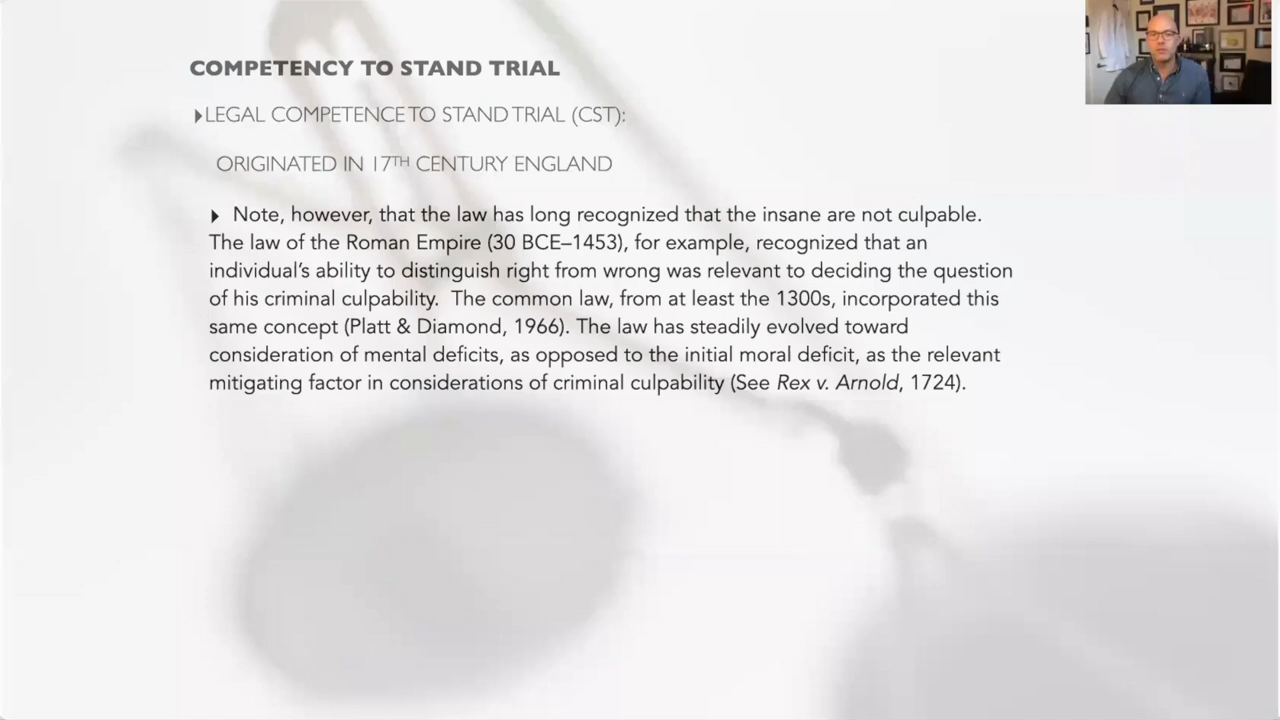 COMPETENCY TO STAND TRIAL
LEGAL COMPETENCE TO STAND TRIAL (CST):
ORIGINATED IN 17TH CENTURY ENGLAND
Note, however, that the law has long recognized that the insane are not culpable.
The law of the Roman Empire (30 BCE–1453), for example, recognized that an
individual's ability to distinguish right from wrong was relevant to deciding the question
of his criminal culpability.  The common law, from at least the 1300s, incorporated this
same concept (Platt & Diamond, 1966). The law has steadily evolved toward
consideration of mental deficits, as opposed to the initial moral deficit, as the relevant
mitigating factor in considerations of criminal culpability (See Rex v. Arnold, 1724).